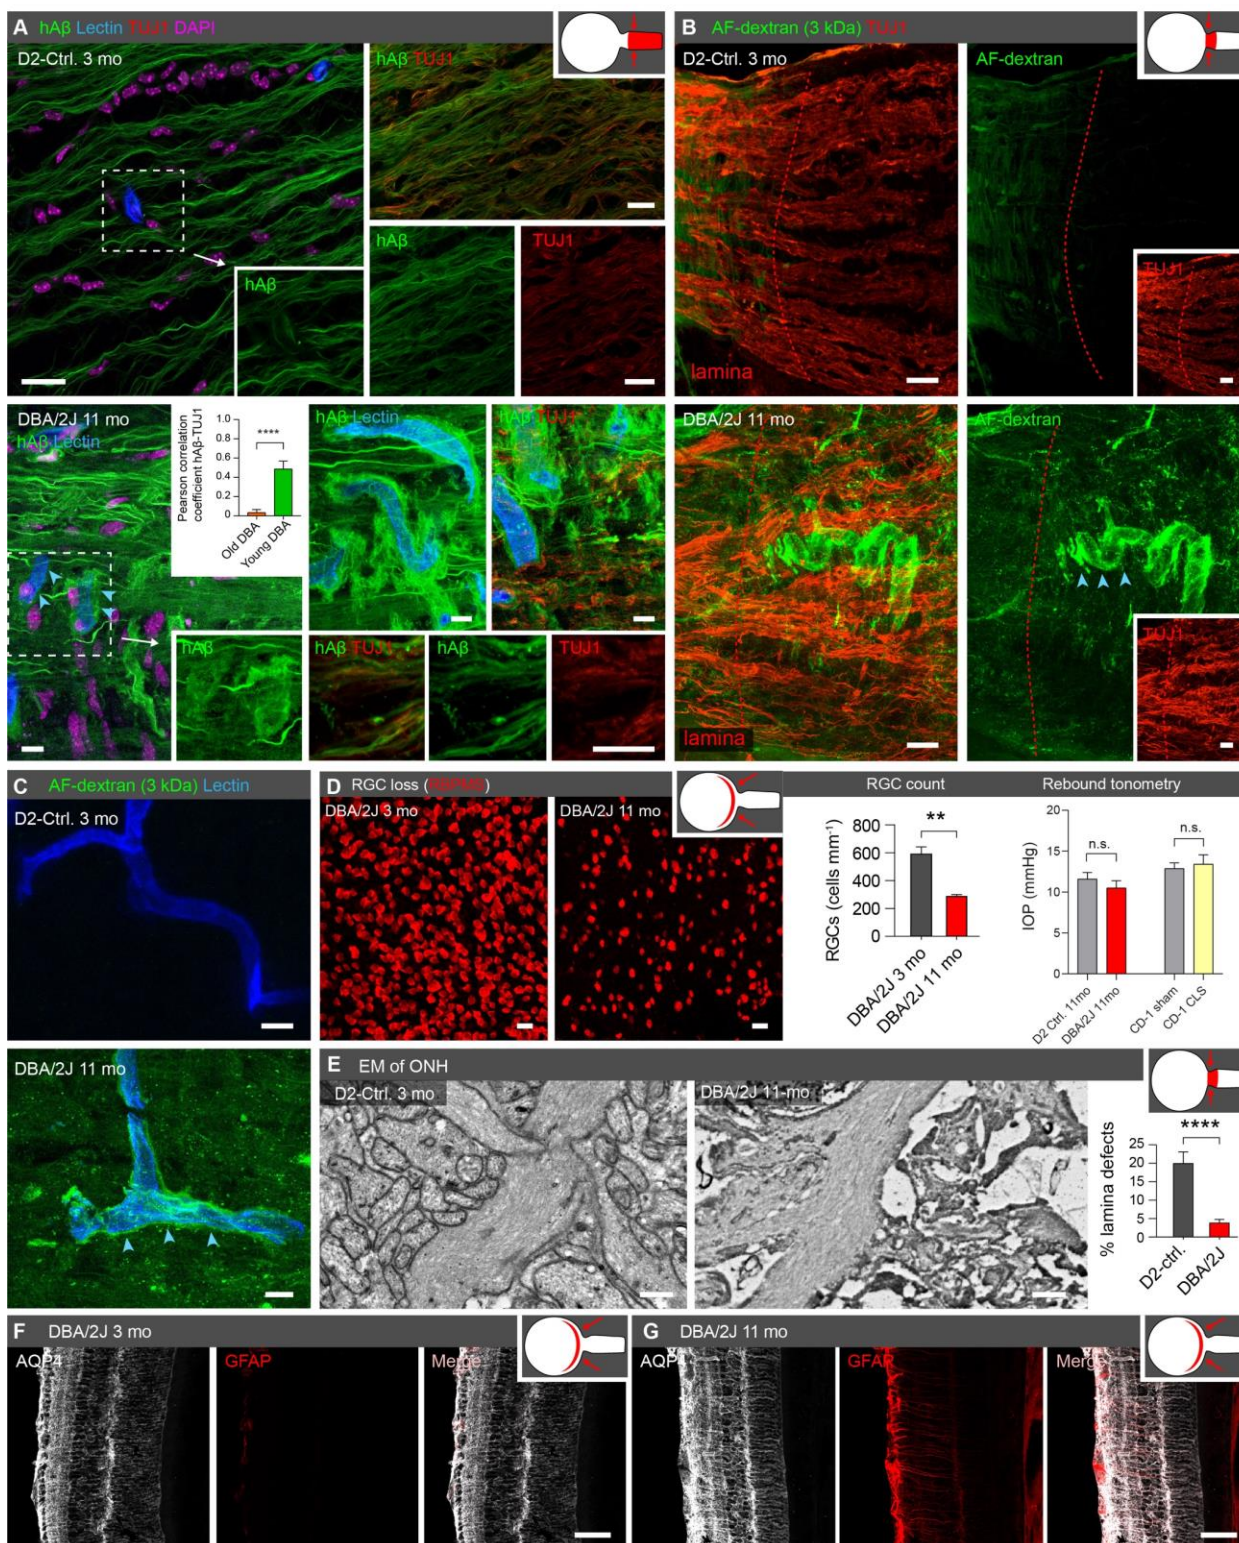 A hAβ Lectin TUJ1 DAPI
D2-Ctrl. 3 mo
hAβ TUJ1
hAβ
hAβ
TUJ1
DBA/2J 11 mo
hAβ Lectin
Pearson correlation
coefficient hAβ-TUJ1
1.0
0.8
0.6
0.4
0.2
0
****
Old DBA
Young DBA
hAβ Lectin
hAβ TUJ1
hAβ
hAβ TUJ1
hAβ
TUJ1
B AF-dextran (3 kDa) TUJ1
D2-Ctrl. 3 mo
lamina
AF-dextran
TUJ1
DBA/2J 11 mo
lamina
AF-dextran
TUJ1
C AF-dextran (3 kDa) Lectin
D2-Ctrl. 3 mo
DBA/2J 11 mo
D RGC loss (RBPMS)
DBA/2J 3 mo
DBA/2J 11 mo
RGC count
RGCs (cells mm⁻¹)
800
600
400
200
0
**
DBA/2J 3 mo
DBA/2J 11 mo
Rebound tonometry
IOP (mmHg)
20
15
10
5
0
n.s.
n.s.
D2 Ctrl. 11mo
DBA/2J 11mo
CD-1 sham
CD-1 CLS
E EM of ONH
D2-Ctrl. 3 mo
DBA/2J 11-mo
% lamina defects
25
20
15
10
5
0
****
D2-ctrl.
DBA/2J
F DBA/2J 3 mo
AQP4
GFAP
Merge
G DBA/2J 11 mo
AQP4
GFAP
Merge